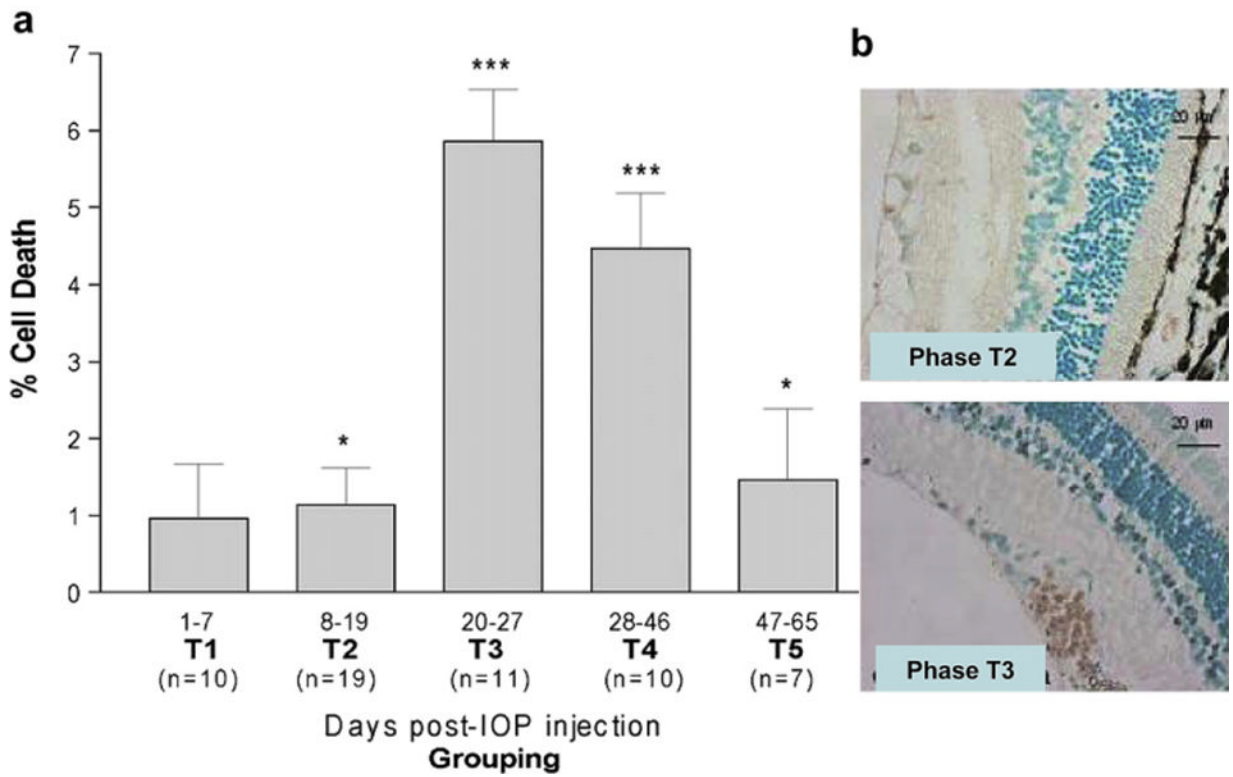 a
7
6
5
4
3
2
1
0
% Cell Death
*
***
***
*
1-7 8-19 20-27 28-46 47-65
T1 T2 T3 T4 T5
(n=10) (n=19) (n=11) (n=10) (n=7)
Days post-IOP injection
Grouping
b
20 µm
Phase T2
20 µm
Phase T3